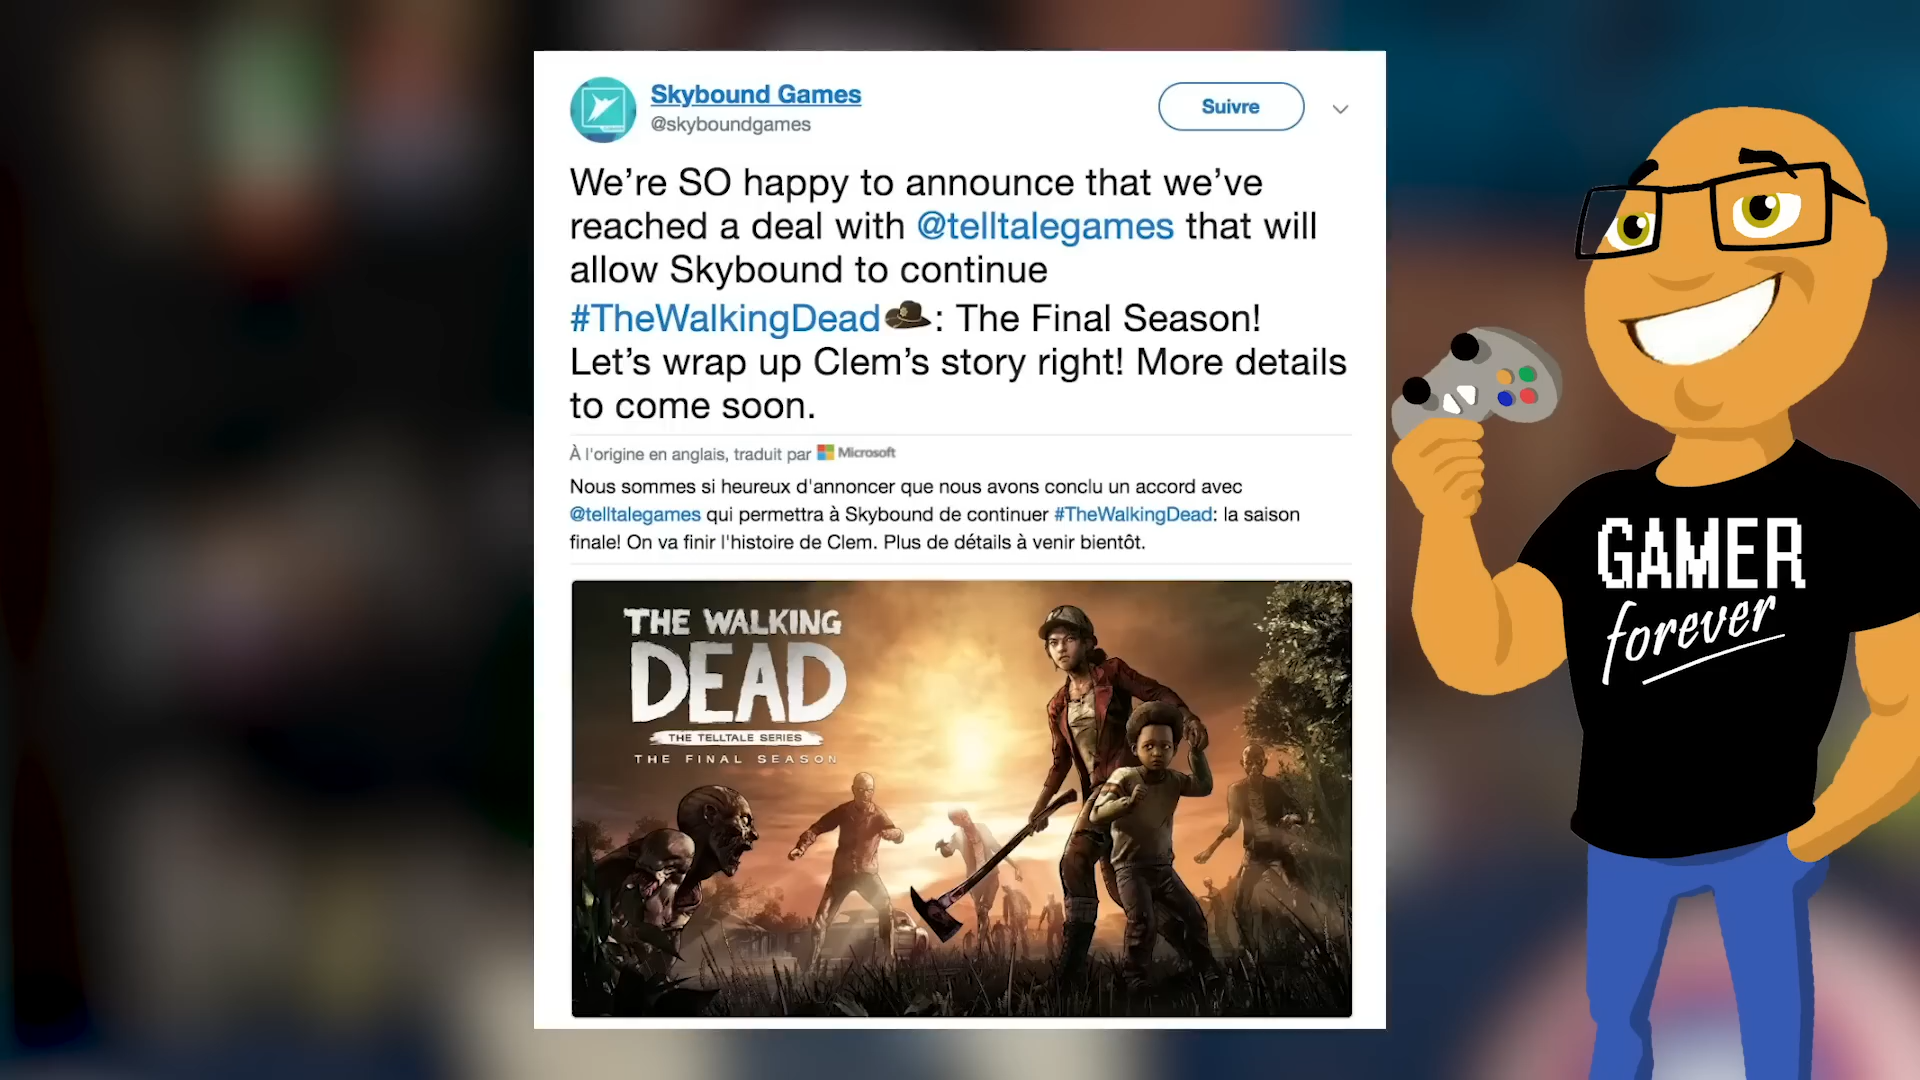 Skybound Games
@skyboundgames
Suivre
We’re SO happy to announce that we’ve
reached a deal with @telltalegames that will
allow Skybound to continue
#TheWalkingDead: The Final Season!
Let’s wrap up Clem’s story right! More details
to come soon.
À l'origine en anglais, traduit par Microsoft
Nous sommes si heureux d'annoncer que nous avons conclu un accord avec
@telltalegames qui permettra à Skybound de continuer #TheWalkingDead: la saison
finale! On va finir l'histoire de Clem. Plus de détails à venir bientôt.
THE WALKING
DEAD
THE TELLTALE SERIES
THE FINAL SEASON
GAMER
forever